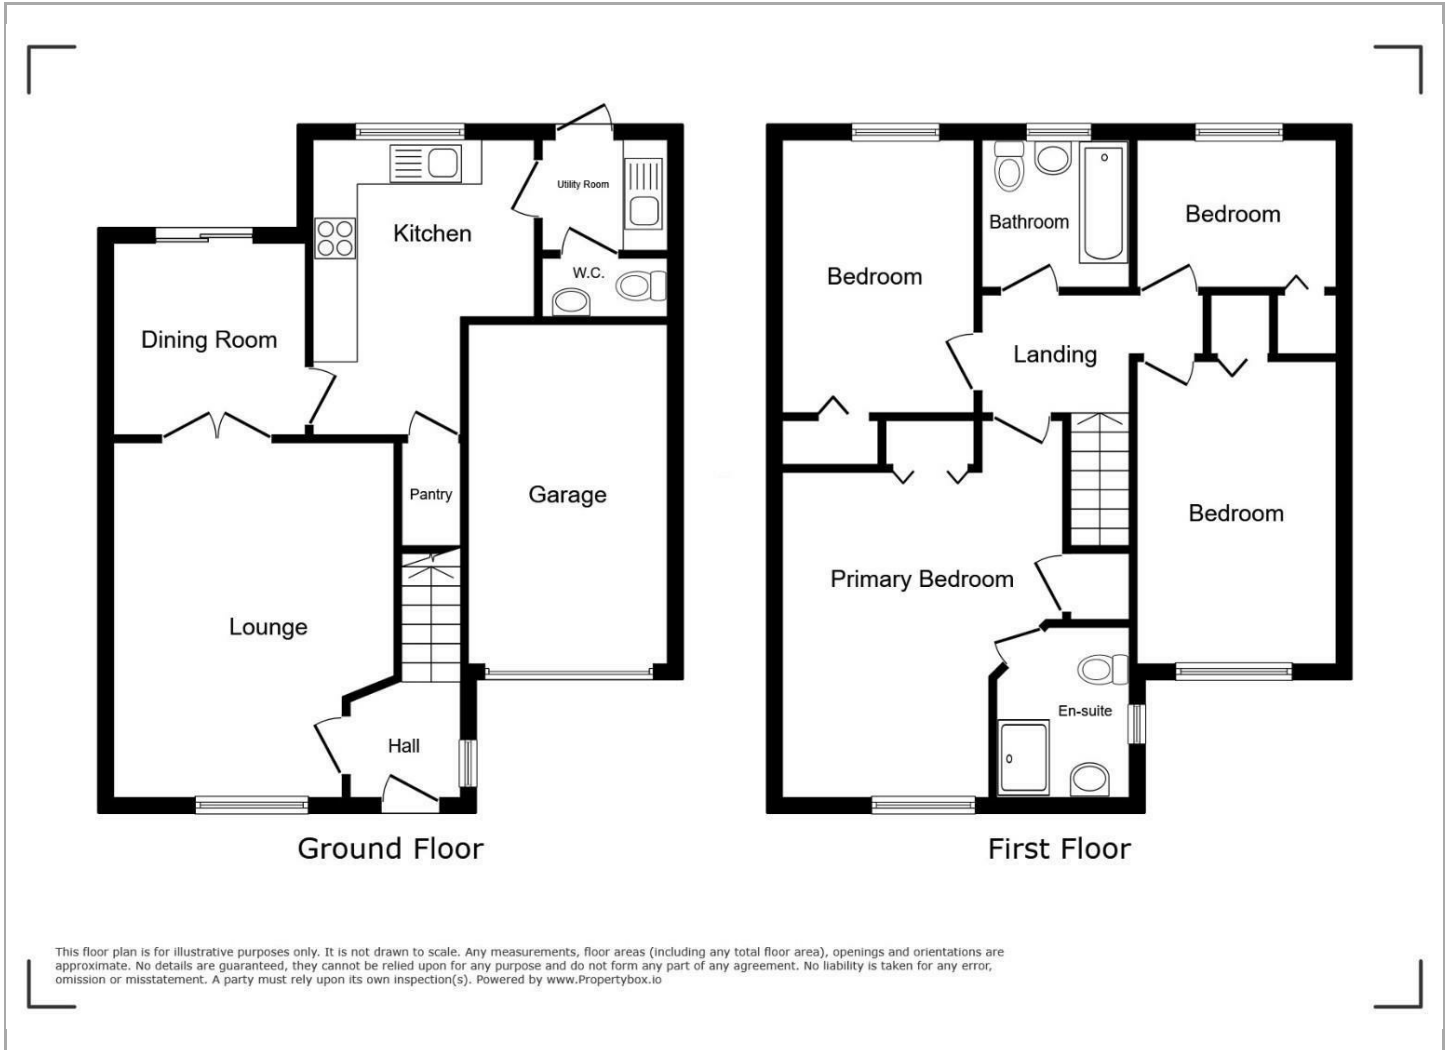 Utility Room
Kitchen
W.C.
Dining Room
Pantry
Garage
Lounge
Hall
Ground Floor
Bathroom
Bedroom
Bedroom
Landing
Bedroom
Primary Bedroom
En-suite
First Floor
This floor plan is for illustrative purposes only. It is not drawn to scale. Any measurements, floor areas (including any total floor area), openings and orientations are
approximate. No details are guaranteed, they cannot be relied upon for any purpose and do not form any part of any agreement. No liability is taken for any error,
omission or misstatement. A party must rely upon its own inspection(s). Powered by www.Propertybox.io